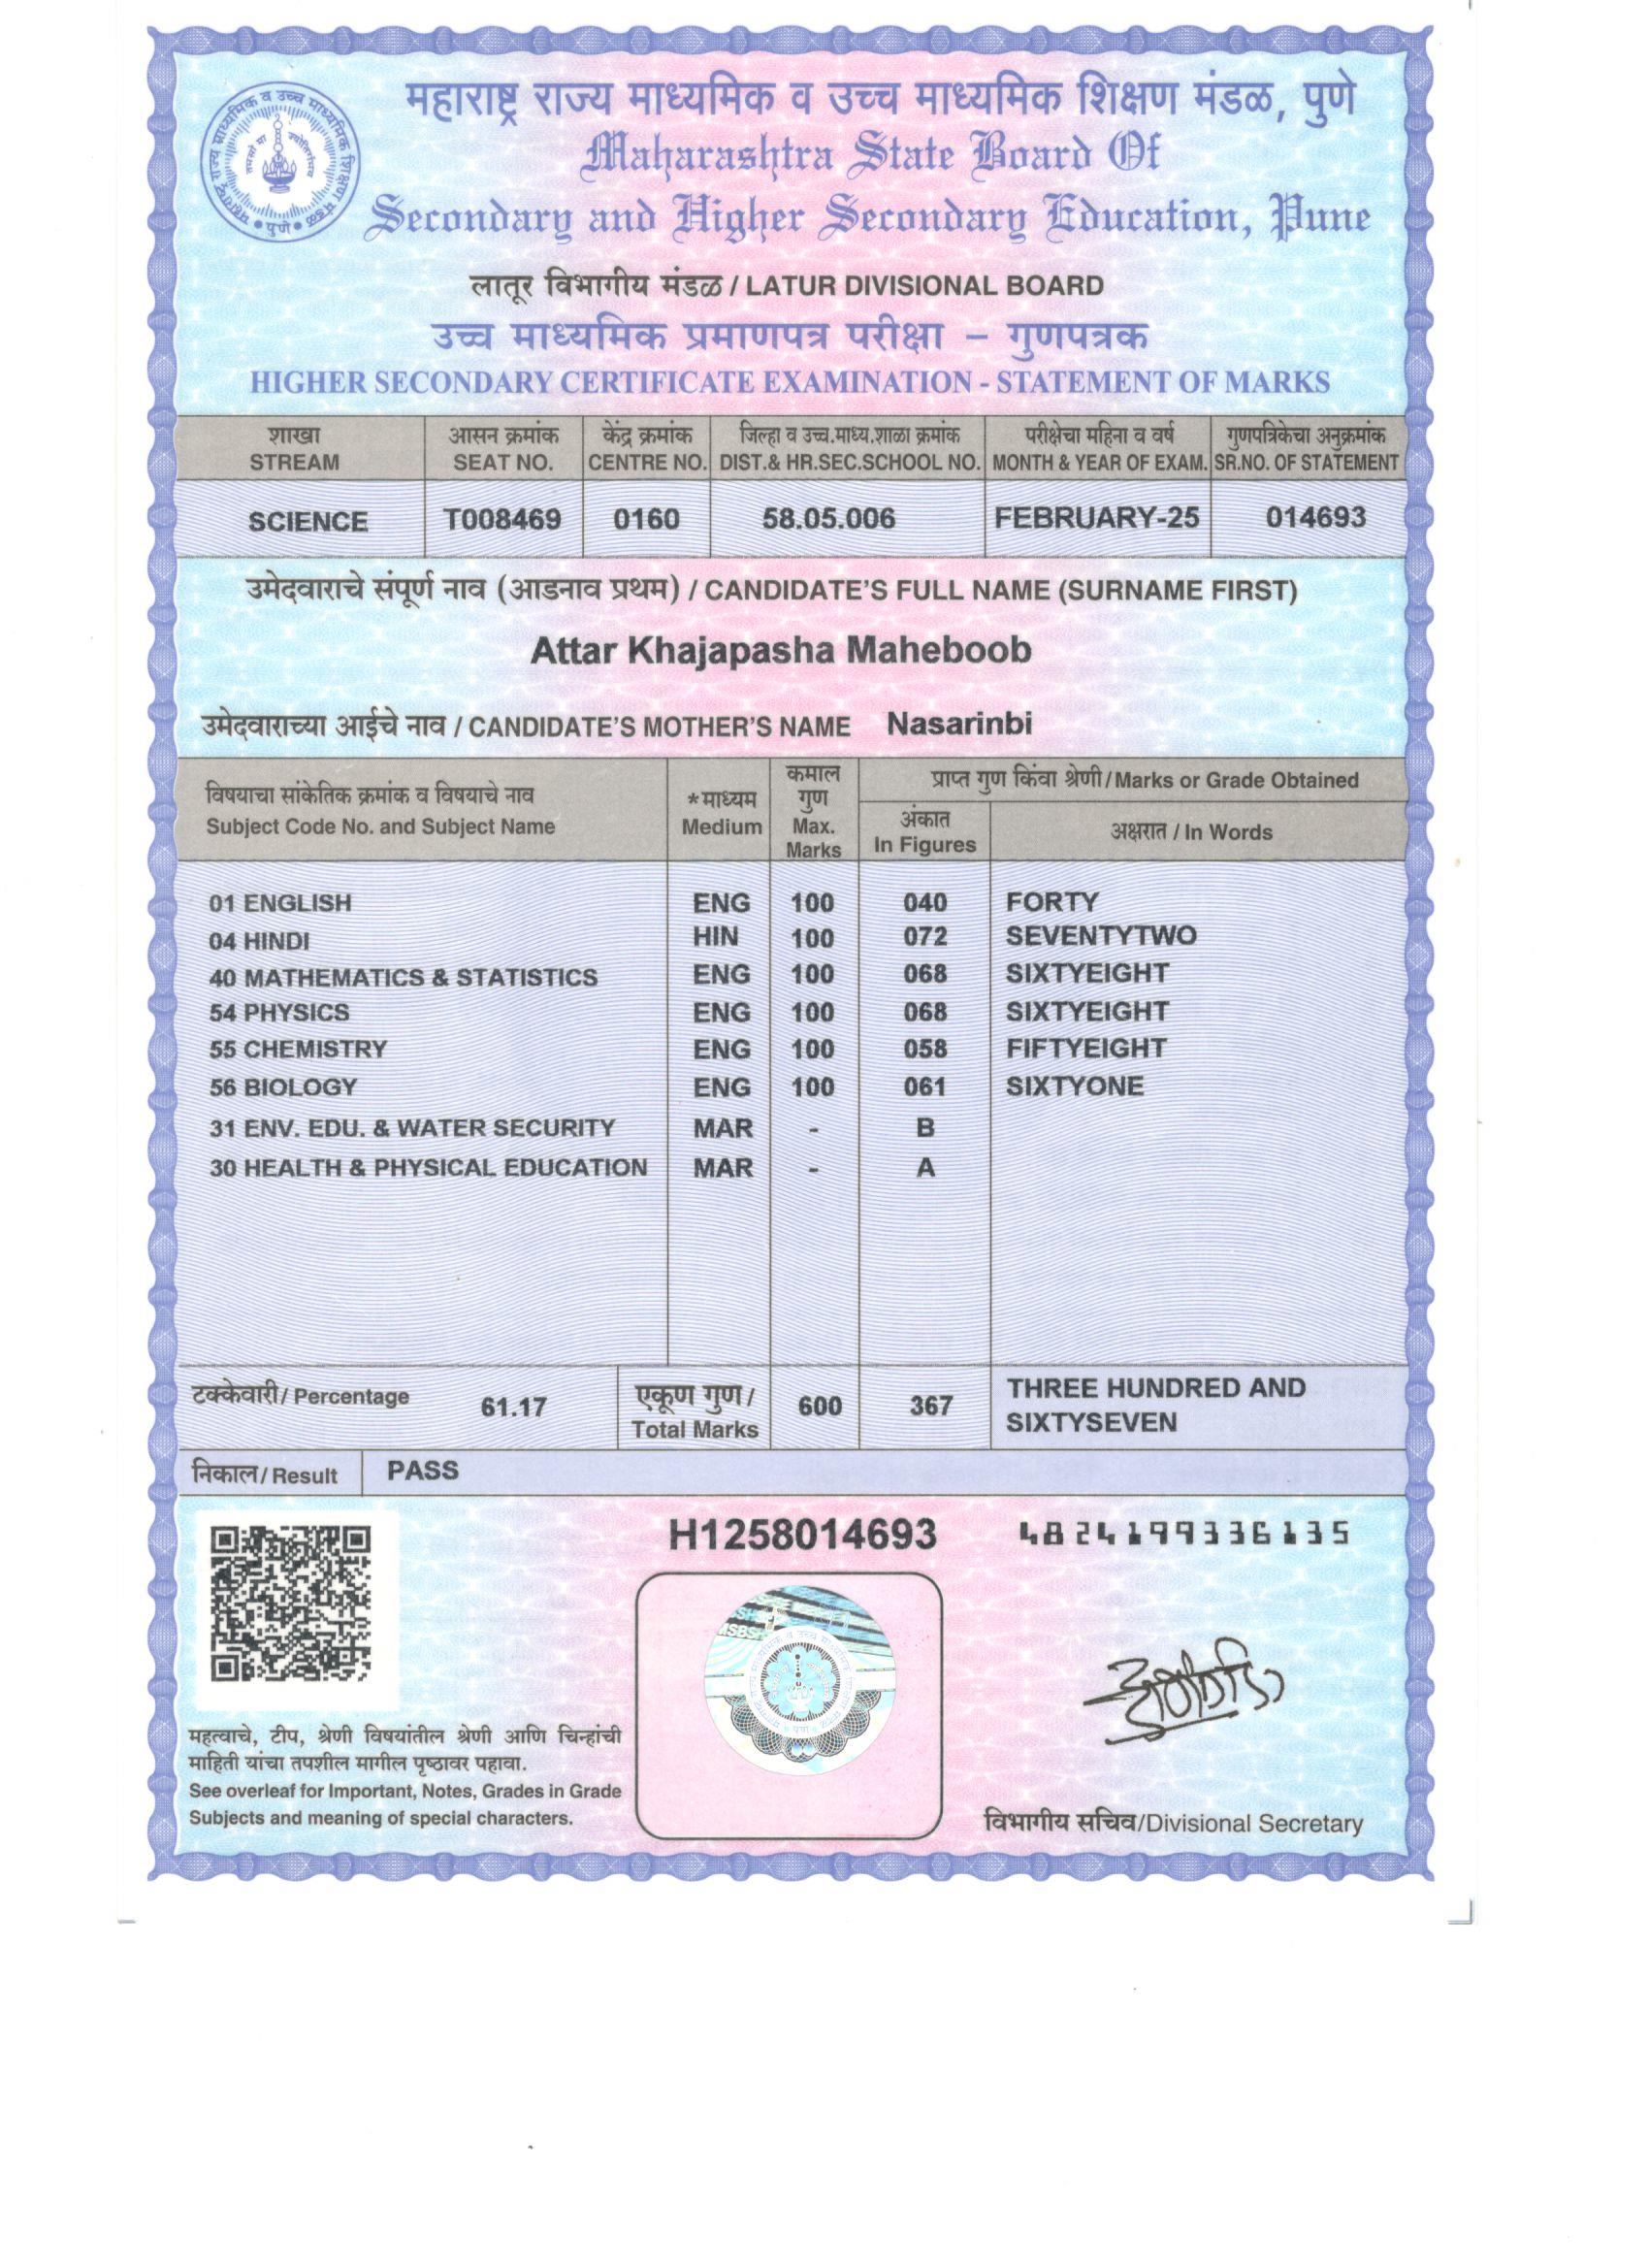 महाराष्ट्र राज्य माध्यमिक व उच्च माध्यमिक शिक्षण मंडळ, पुणे
Maharashtra State Board Of
Secondary and Higher Secondary Education, Pune
लातूर विभागीय मंडळ / LATUR DIVISIONAL BOARD
उच्च माध्यमिक प्रमाणपत्र परीक्षा – गुणपत्रक
HIGHER SECONDARY CERTIFICATE EXAMINATION - STATEMENT OF MARKS
शाखा आसन क्रमांक केंद्र क्रमांक जिल्हा व उच्च.माध्य.शाळा क्रमांक परीक्षेचा महिना व वर्ष गुणपत्रिकेचा अनुक्रमांक
STREAM SEAT NO. CENTRE NO. DIST.& HR.SEC.SCHOOL NO. MONTH & YEAR OF EXAM. SR.NO. OF STATEMENT
SCIENCE T008469 0160 58.05.006 FEBRUARY-25 014693
उमेदवाराचे संपूर्ण नाव (आडनाव प्रथम) / CANDIDATE'S FULL NAME (SURNAME FIRST)
Attar Khajapasha Maheboob
उमेदवाराच्या आईचे नाव / CANDIDATE'S MOTHER'S NAME Nasarinbi
विषयाचा सांकेतिक क्रमांक व विषयाचे नाव
Subject Code No. and Subject Name
*माध्यम
Medium
कमाल
गुण
Max.
Marks
प्राप्त गुण किंवा श्रेणी/Marks or Grade Obtained
अंकात
In Figures
अक्षरात / In Words
01 ENGLISH ENG 100 040 FORTY
04 HINDI HIN 100 072 SEVENTYTWO
40 MATHEMATICS & STATISTICS ENG 100 068 SIXTYEIGHT
54 PHYSICS ENG 100 068 SIXTYEIGHT
55 CHEMISTRY ENG 100 058 FIFTYEIGHT
56 BIOLOGY ENG 100 061 SIXTYONE
31 ENV. EDU. & WATER SECURITY MAR - B
30 HEALTH & PHYSICAL EDUCATION MAR - A
टक्केवारी/ Percentage 61.17
एकूण गुण/
Total Marks
600 367
THREE HUNDRED AND
SIXTYSEVEN
निकाल/ Result PASS
H1258014693 4824199336135
महत्वाचे, टीप, श्रेणी विषयांतील श्रेणी आणि चिन्हांची
माहिती यांचा तपशील मागील पृष्ठावर पहावा.
See overleaf for Important, Notes, Grades in Grade
Subjects and meaning of special characters.
विभागीय सचिव/Divisional Secretary